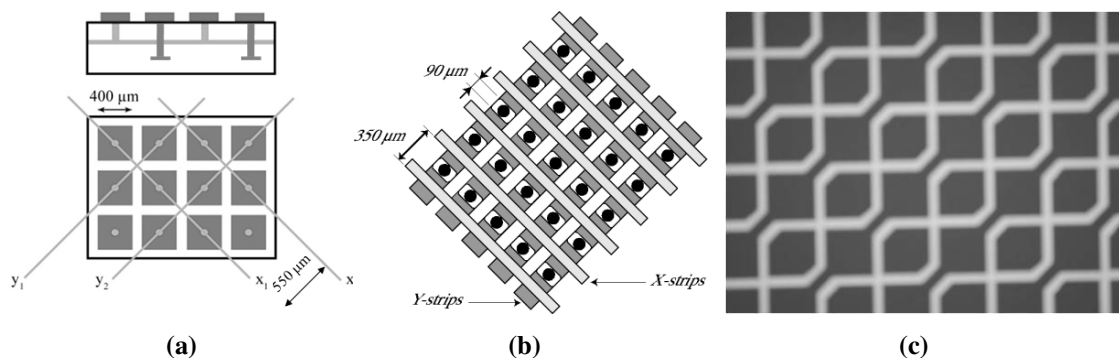 400 µm
y1
y2
x1
x
550 µm
90 µm
350 µm
X-strips
Y-strips
(a)
(b)
(c)